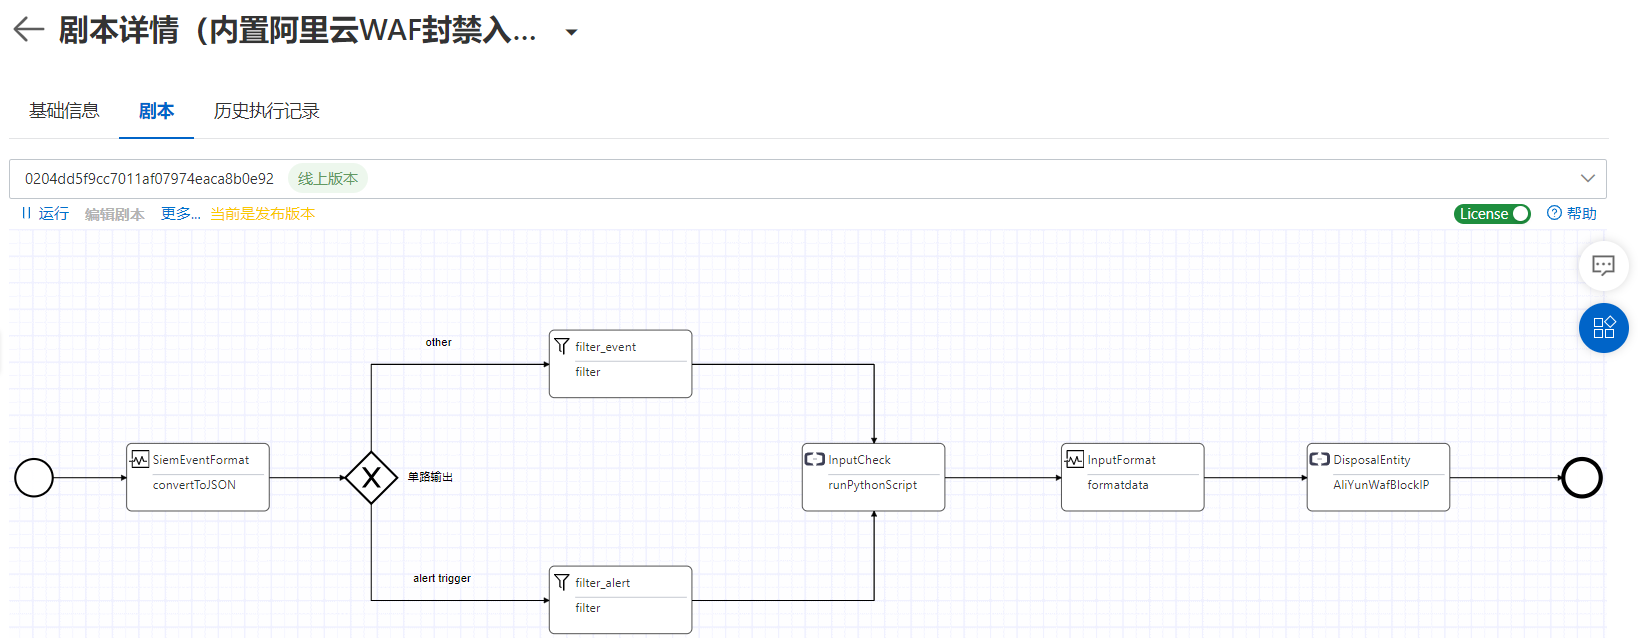 剧本详情（内置阿里云WAF封禁入...
基础信息 剧本 历史执行记录
0204dd5f9cc7011af07974eaca8b0e92 线上版本
运行 编辑剧本 更多... 当前是发布版本 License 帮助
other
filter_event
filter
SiemEventFormat
convertToJSON
X
单路输出
InputCheck
runPythonScript
InputFormat
formatdata
DisposalEntity
AliYunWafBlockIP
alert trigger
filter_alert
filter